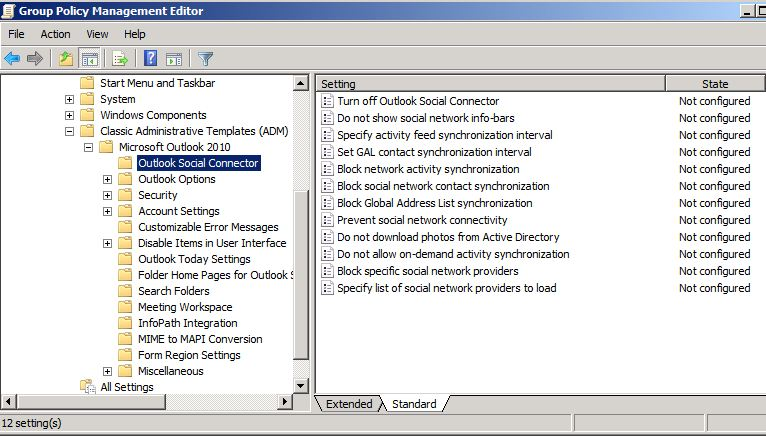 Group Policy Management Editor
File Action View Help
Start Menu and Taskbar
System
Windows Components
Classic Administrative Templates (ADM)
Microsoft Outlook 2010
Outlook Social Connector
Outlook Options
Security
Account Settings
Customizable Error Messages
Disable Items in User Interface
Outlook Today Settings
Folder Home Pages for Outlook S
Search Folders
Meeting Workspace
InfoPath Integration
MIME to MAPI Conversion
Form Region Settings
Miscellaneous
All Settings
Setting State
Turn off Outlook Social Connector Not configured
Do not show social network info-bars Not configured
Specify activity feed synchronization interval Not configured
Set GAL contact synchronization interval Not configured
Block network activity synchronization Not configured
Block social network contact synchronization Not configured
Block Global Address List synchronization Not configured
Prevent social network connectivity Not configured
Do not download photos from Active Directory Not configured
Do not allow on-demand activity synchronization Not configured
Block specific social network providers Not configured
Specify list of social network providers to load Not configured
Extended Standard
12 setting(s)